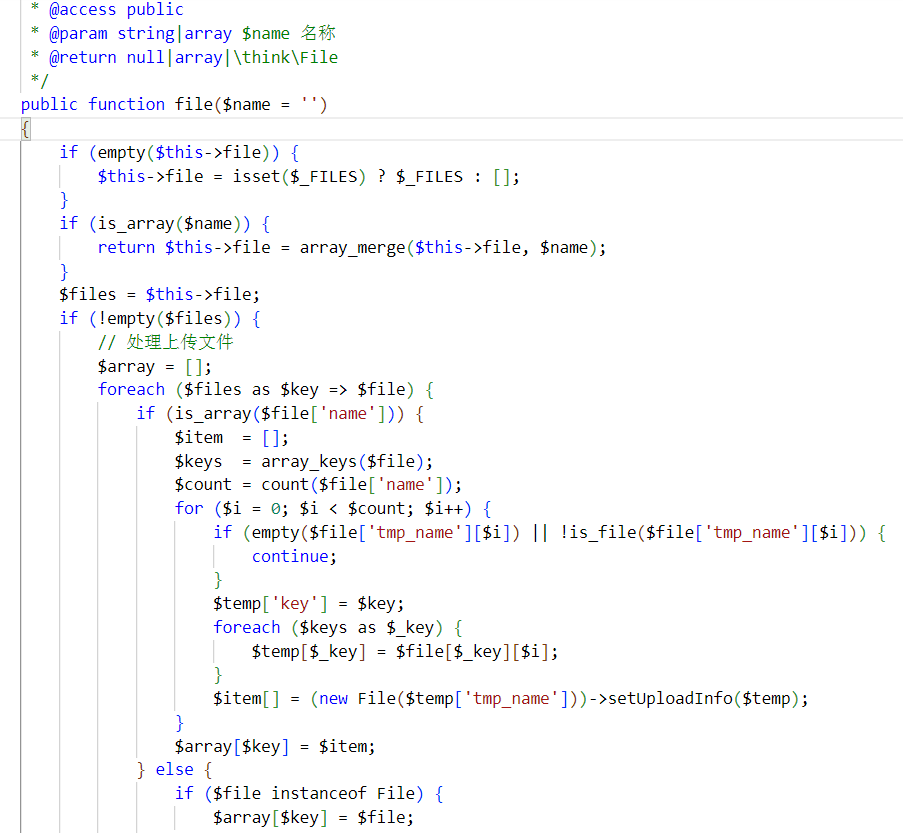 * @access public
* @param string|array $name 名称
* @return null|array|\think\File
*/
public function file($name = '')
{
if (empty($this->file)) {
$this->file = isset($_FILES) ? $_FILES : [];
}
if (is_array($name)) {
return $this->file = array_merge($this->file, $name);
}
$files = $this->file;
if (!empty($files)) {
// 处理上传文件
$array = [];
foreach ($files as $key => $file) {
if (is_array($file['name'])) {
$item  = [];
$keys  = array_keys($file);
$count = count($file['name']);
for ($i = 0; $i < $count; $i++) {
if (empty($file['tmp_name'][$i]) || !is_file($file['tmp_name'][$i])) {
continue;
}
$temp['key'] = $key;
foreach ($keys as $_key) {
$temp[$_key] = $file[$_key][$i];
}
$item[] = (new File($temp['tmp_name']))->setUploadInfo($temp);
}
$array[$key] = $item;
} else {
if ($file instanceof File) {
$array[$key] = $file;